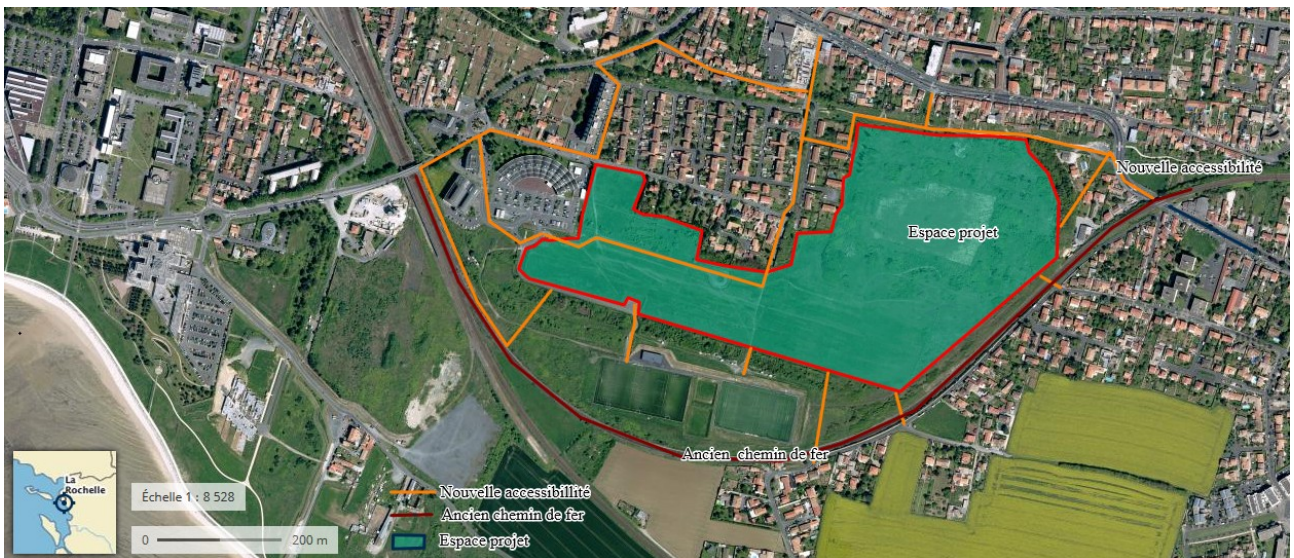 Nouvelle accessibilité
Espace projet
Ancien chemin de fer
La
Rochelle
Échelle 1 : 8 528
0 200 m
Nouvelle accessibillité
Ancien chemin de fer
Espace projet